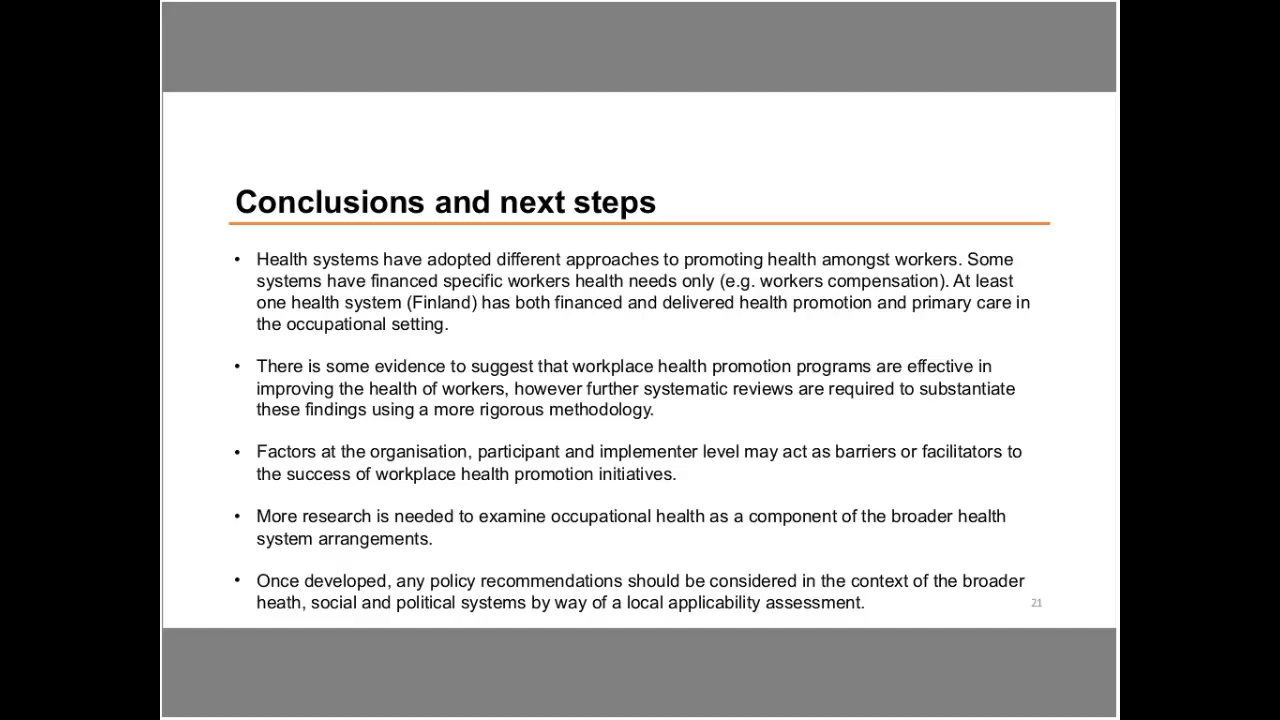 Conclusions and next steps
• Health systems have adopted different approaches to promoting health amongst workers. Some
systems have financed specific workers health needs only (e.g. workers compensation). At least
one health system (Finland) has both financed and delivered health promotion and primary care in
the occupational setting.
• There is some evidence to suggest that workplace health promotion programs are effective in
improving the health of workers, however further systematic reviews are required to substantiate
these findings using a more rigorous methodology.
• Factors at the organisation, participant and implementer level may act as barriers or facilitators to
the success of workplace health promotion initiatives.
• More research is needed to examine occupational health as a component of the broader health
system arrangements.
• Once developed, any policy recommendations should be considered in the context of the broader
heath, social and political systems by way of a local applicability assessment.
21